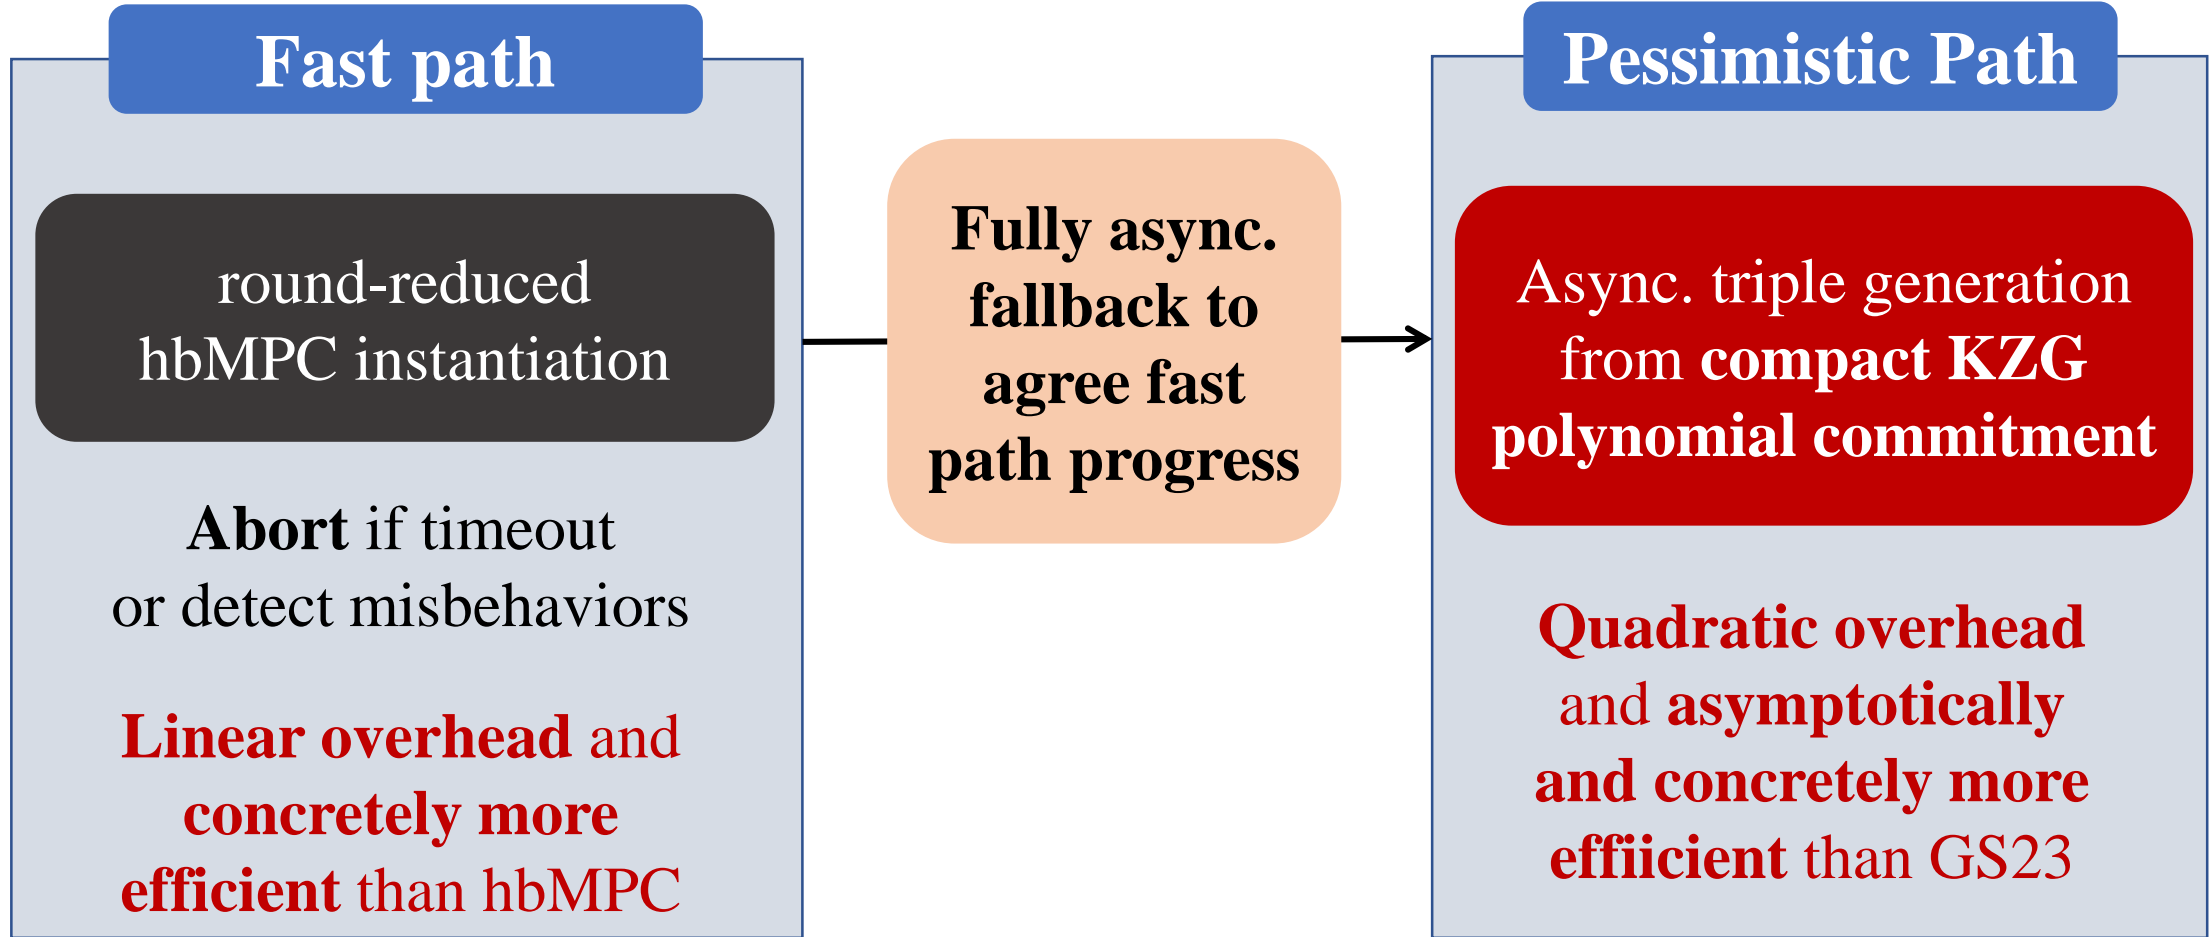 Fast path
round-reduced
hbMPC instantiation
Abort if timeout
or detect misbehaviors
Linear overhead and
concretely more
efficient than hbMPC
Fully async.
fallback to
agree fast
path progress
Pessimistic Path
Async. triple generation
from compact KZG
polynomial commitment
Quadratic overhead
and asymptotically
and concretely more
effiicient than GS23